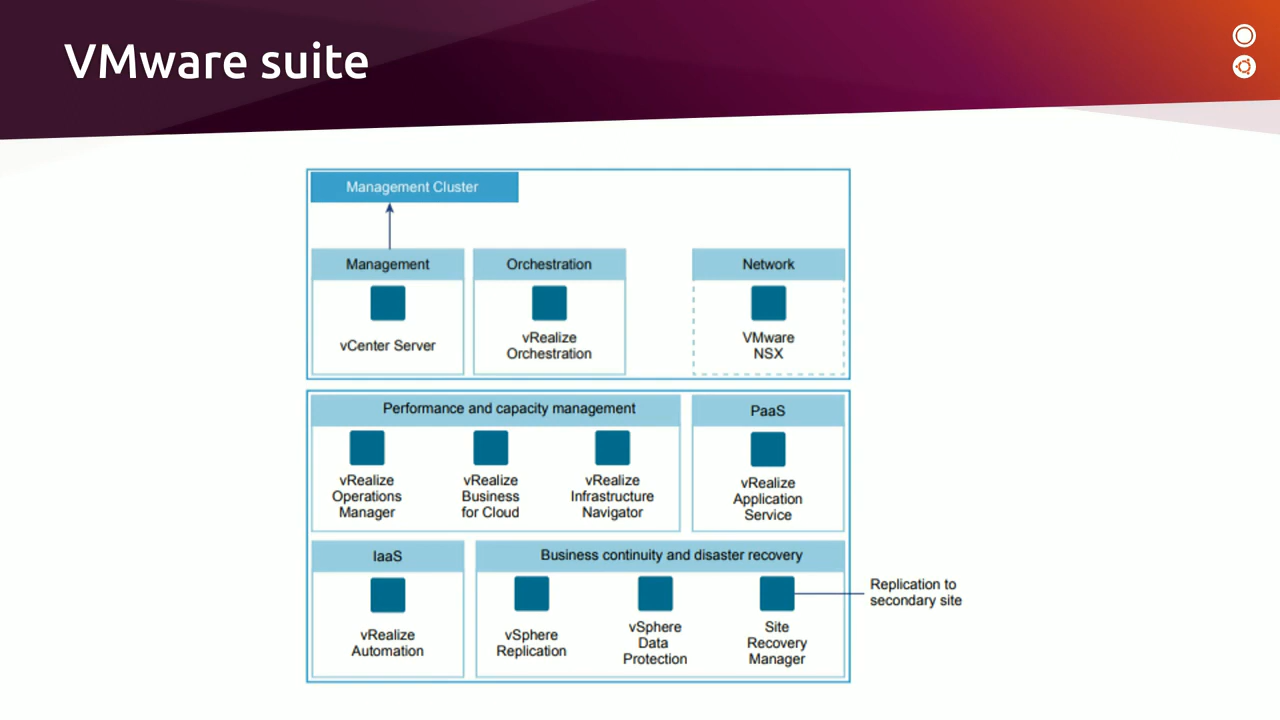 VMware suite
Management Cluster
Management
Orchestration
Network
vCenter Server
vRealize
Orchestration
VMware
NSX
Performance and capacity management
PaaS
vRealize
Operations
Manager
vRealize
Business
for Cloud
vRealize
Infrastructure
Navigator
vRealize
Application
Service
IaaS
Business continuity and disaster recovery
vRealize
Automation
vSphere
Replication
vSphere
Data
Protection
Site
Recovery
Manager
Replication to
secondary site